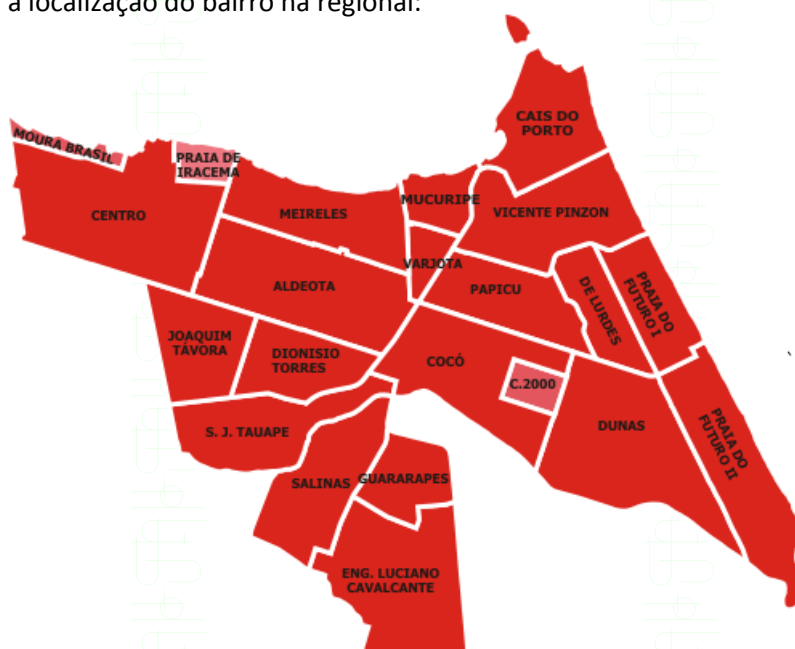 a localização do bairro na regional:
CAIS DO
PORTO
MOURA BRASIL
PRAIA DE
IRACEMA
CENTRO
MEIRELES
MUCURIPE
VICENTE PINZON
VARJOTA
ALDEOTA
PAPICU
DE LURDES
PRAIA DO
FUTURO I
JOAQUIM
TÁVORA
DIONISIO
TORRES
COCÓ
C.2000
DUNAS
PRAIA DO
FUTURO II
S. J. TAUAPE
SALINAS
GUARARAPES
ENG. LUCIANO
CAVALCANTE